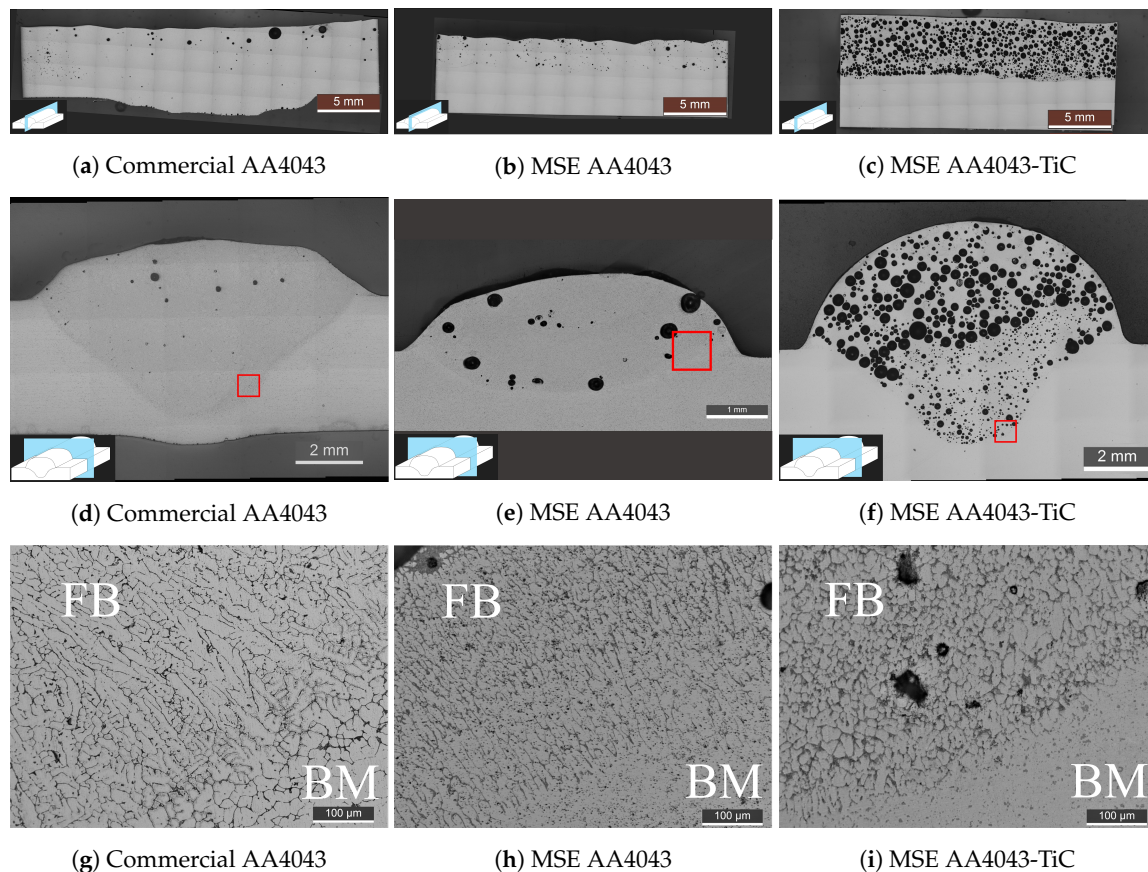 5 mm
5 mm
5 mm
(a) Commercial AA4043
(b) MSE AA4043
(c) MSE AA4043-TiC
2 mm
1 mm
2 mm
(d) Commercial AA4043
(e) MSE AA4043
(f) MSE AA4043-TiC
FB
FB
FB
BM
BM
BM
100 µm
100 µm
100 µm
(g) Commercial AA4043
(h) MSE AA4043
(i) MSE AA4043-TiC